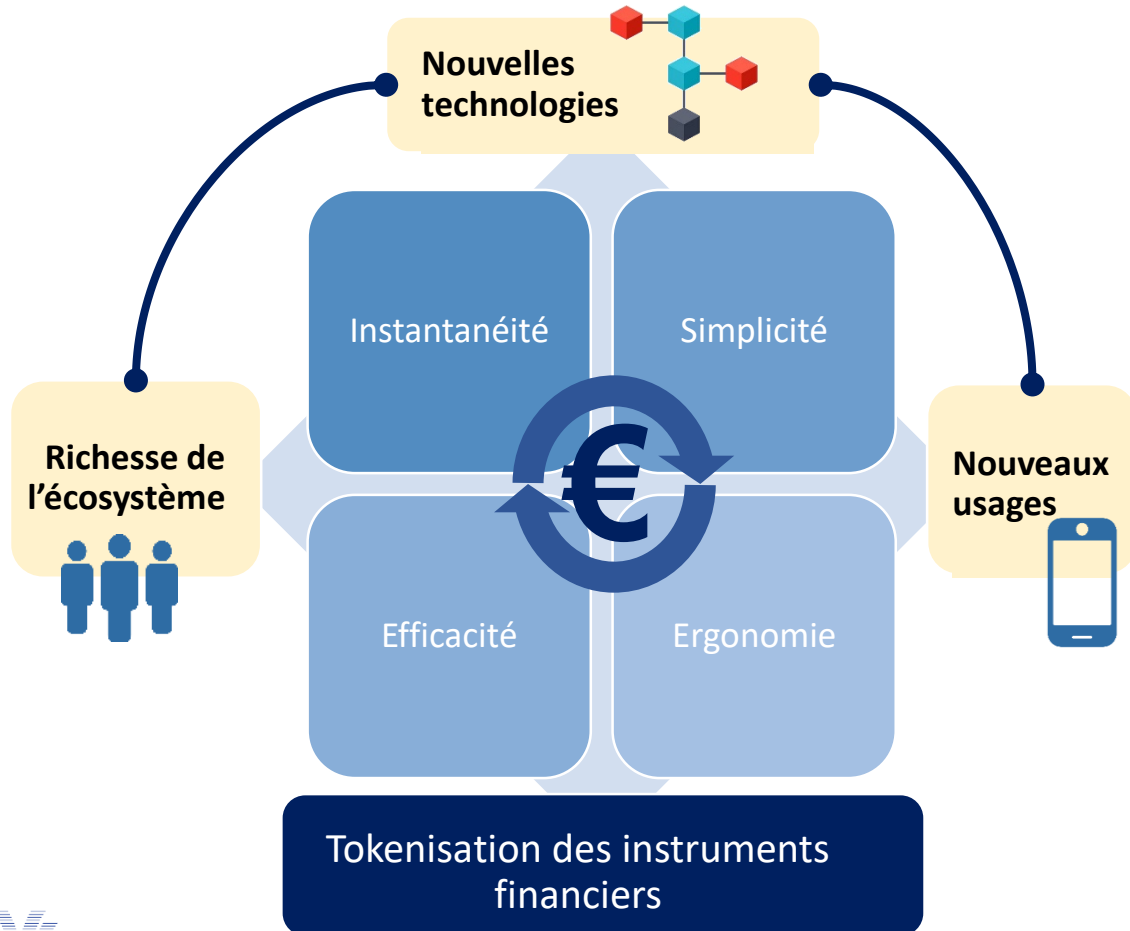 Nouvelles
technologies
Instantanéité
Simplicité
Richesse de
l’écosystème
€
Nouveaux
usages
Efficacité
Ergonomie
Tokenisation des instruments
financiers